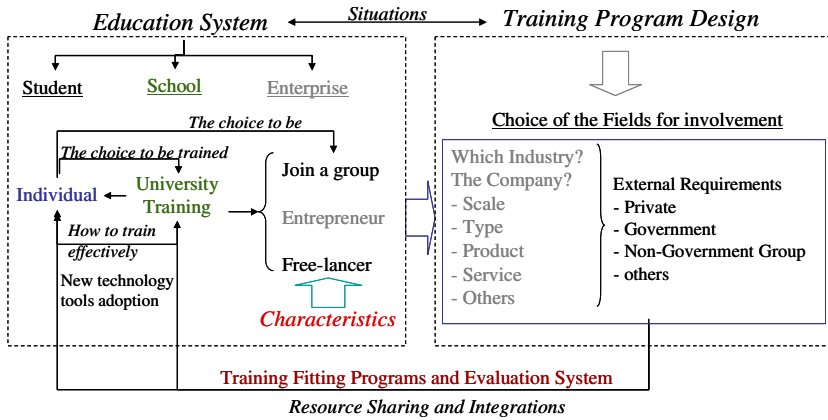 Education System
Situations
Training Program Design
Student
School
Enterprise
The choice to be
The choice to be trained
Individual
University
Training
Join a group
Entrepreneur
Free-lancer
How to train
effectively
New technology
tools adoption
Characteristics
Choice of the Fields for involvement
Which Industry?
The Company?
- Scale
- Type
- Product
- Service
- Others
External Requirements
- Private
- Government
- Non-Government Group
- others
Training Fitting Programs and Evaluation System
Resource Sharing and Integrations